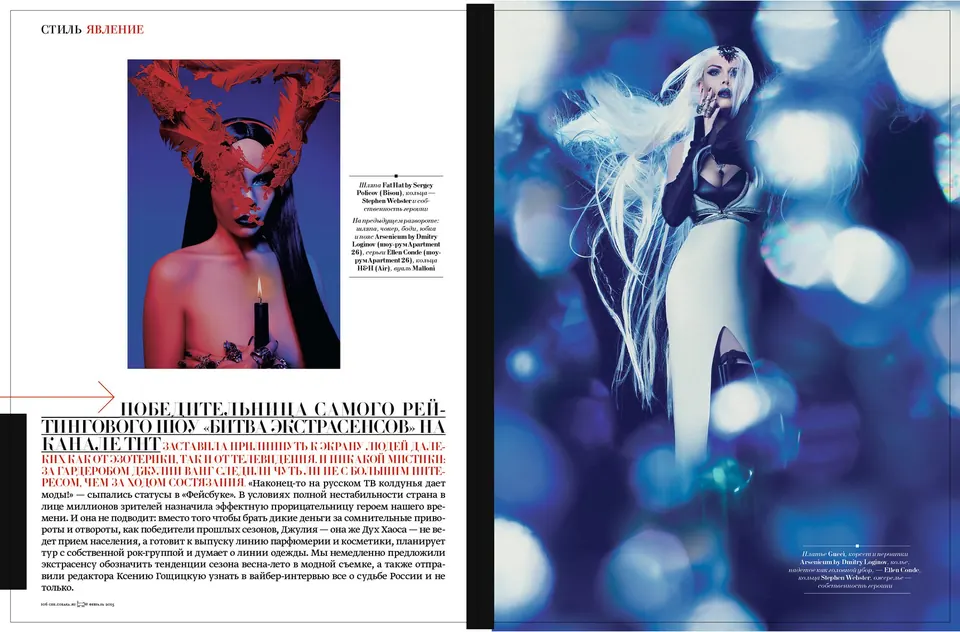 СТИЛЬ ЯВЛЕНИЕ
Шляпа Fat Hat by Sergey
Policov (Bisou), кольца —
Stephen Webster и соб-
ственность героини
На предыдущем развороте:
шляпа, чокер, боди, юбка
и пояс Arsenicum by Dmitry
Loginov (шоу-рум Apartment
26), серьги Ellen Conde (шоу-
рум Apartment 26), кольца
H&H (Air), вуаль Malloni
ПОБЕДИТЕЛЬНИЦА САМОГО РЕЙ-
ТИНГОВОГО ШОУ «БИТВА ЭКСТРАСЕНСОВ» НА
КАНАЛЕ ТНТ ЗАСТАВИЛА ПРИЛИПНУТЬ К ЭКРАНУ ЛЮДЕЙ ДАЛЕ-
КИХ КАК ОТ ЭЗОТЕРИКИ, ТАК И ОТ ТЕЛЕВИДЕНИЯ. И НИКАКОЙ МИСТИКИ:
ЗА ГАРДЕРОБОМ ДЖУЛИИ ВАНГ СЛЕДИЛИ ЧУТЬ ЛИ НЕ С БОЛЬШИМ ИНТЕ-
РЕСОМ, ЧЕМ ЗА ХОДОМ СОСТЯЗАНИЯ. «Наконец-то на русском ТВ колдунья дает
моды!» — сыпались статусы в «Фейсбуке». В условиях полной нестабильности страна в
лице миллионов зрителей назначила эффектную прорицательницу героем нашего вре-
мени. И она не подводит: вместо того чтобы брать дикие деньги за сомнительные приво-
роты и отвороты, как победители прошлых сезонов, Джулия — она же Дух Хаоса — не ве-
дет прием населения, а готовит к выпуску линию парфюмерии и косметики, планирует
тур с собственной рок-группой и думает о линии одежды. Мы немедленно предложили
экстрасенсу обозначить тенденции сезона весна-лето в модной съемке, а также отпра-
вили редактора Ксению Гощицкую узнать в вайбер-интервью все о судьбе России и не
только.
Платье Gucci, корсет и перчатки
Arsenicum by Dmitry Loginov, колье,
надетое как головной убор, — Ellen Conde,
кольца Stephen Webster, ожерелье —
собственность героини